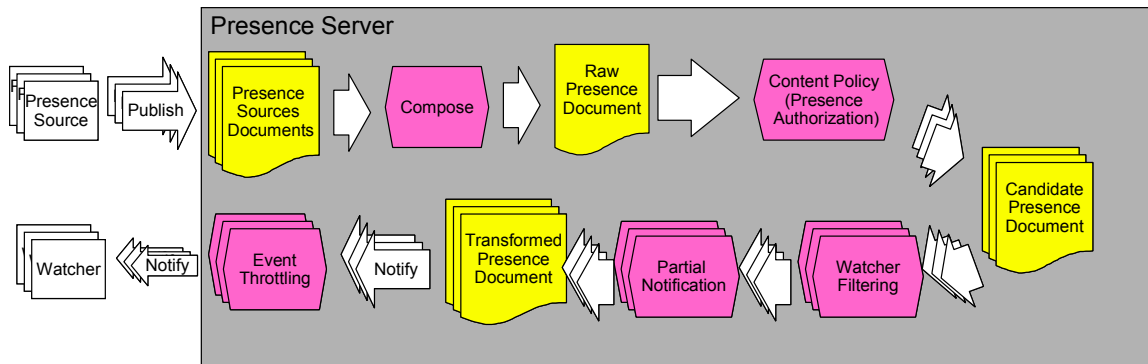 Presence Server
Presence
Source
Publish
Presence
Sources
Documents
Compose
Raw
Presence
Document
Content Policy
(Presence
Authorization)
Candidate
Presence
Document
Watcher
Filtering
Partial
Notification
Transformed
Presence
Document
Notify
Event
Throttling
Notify
Watcher